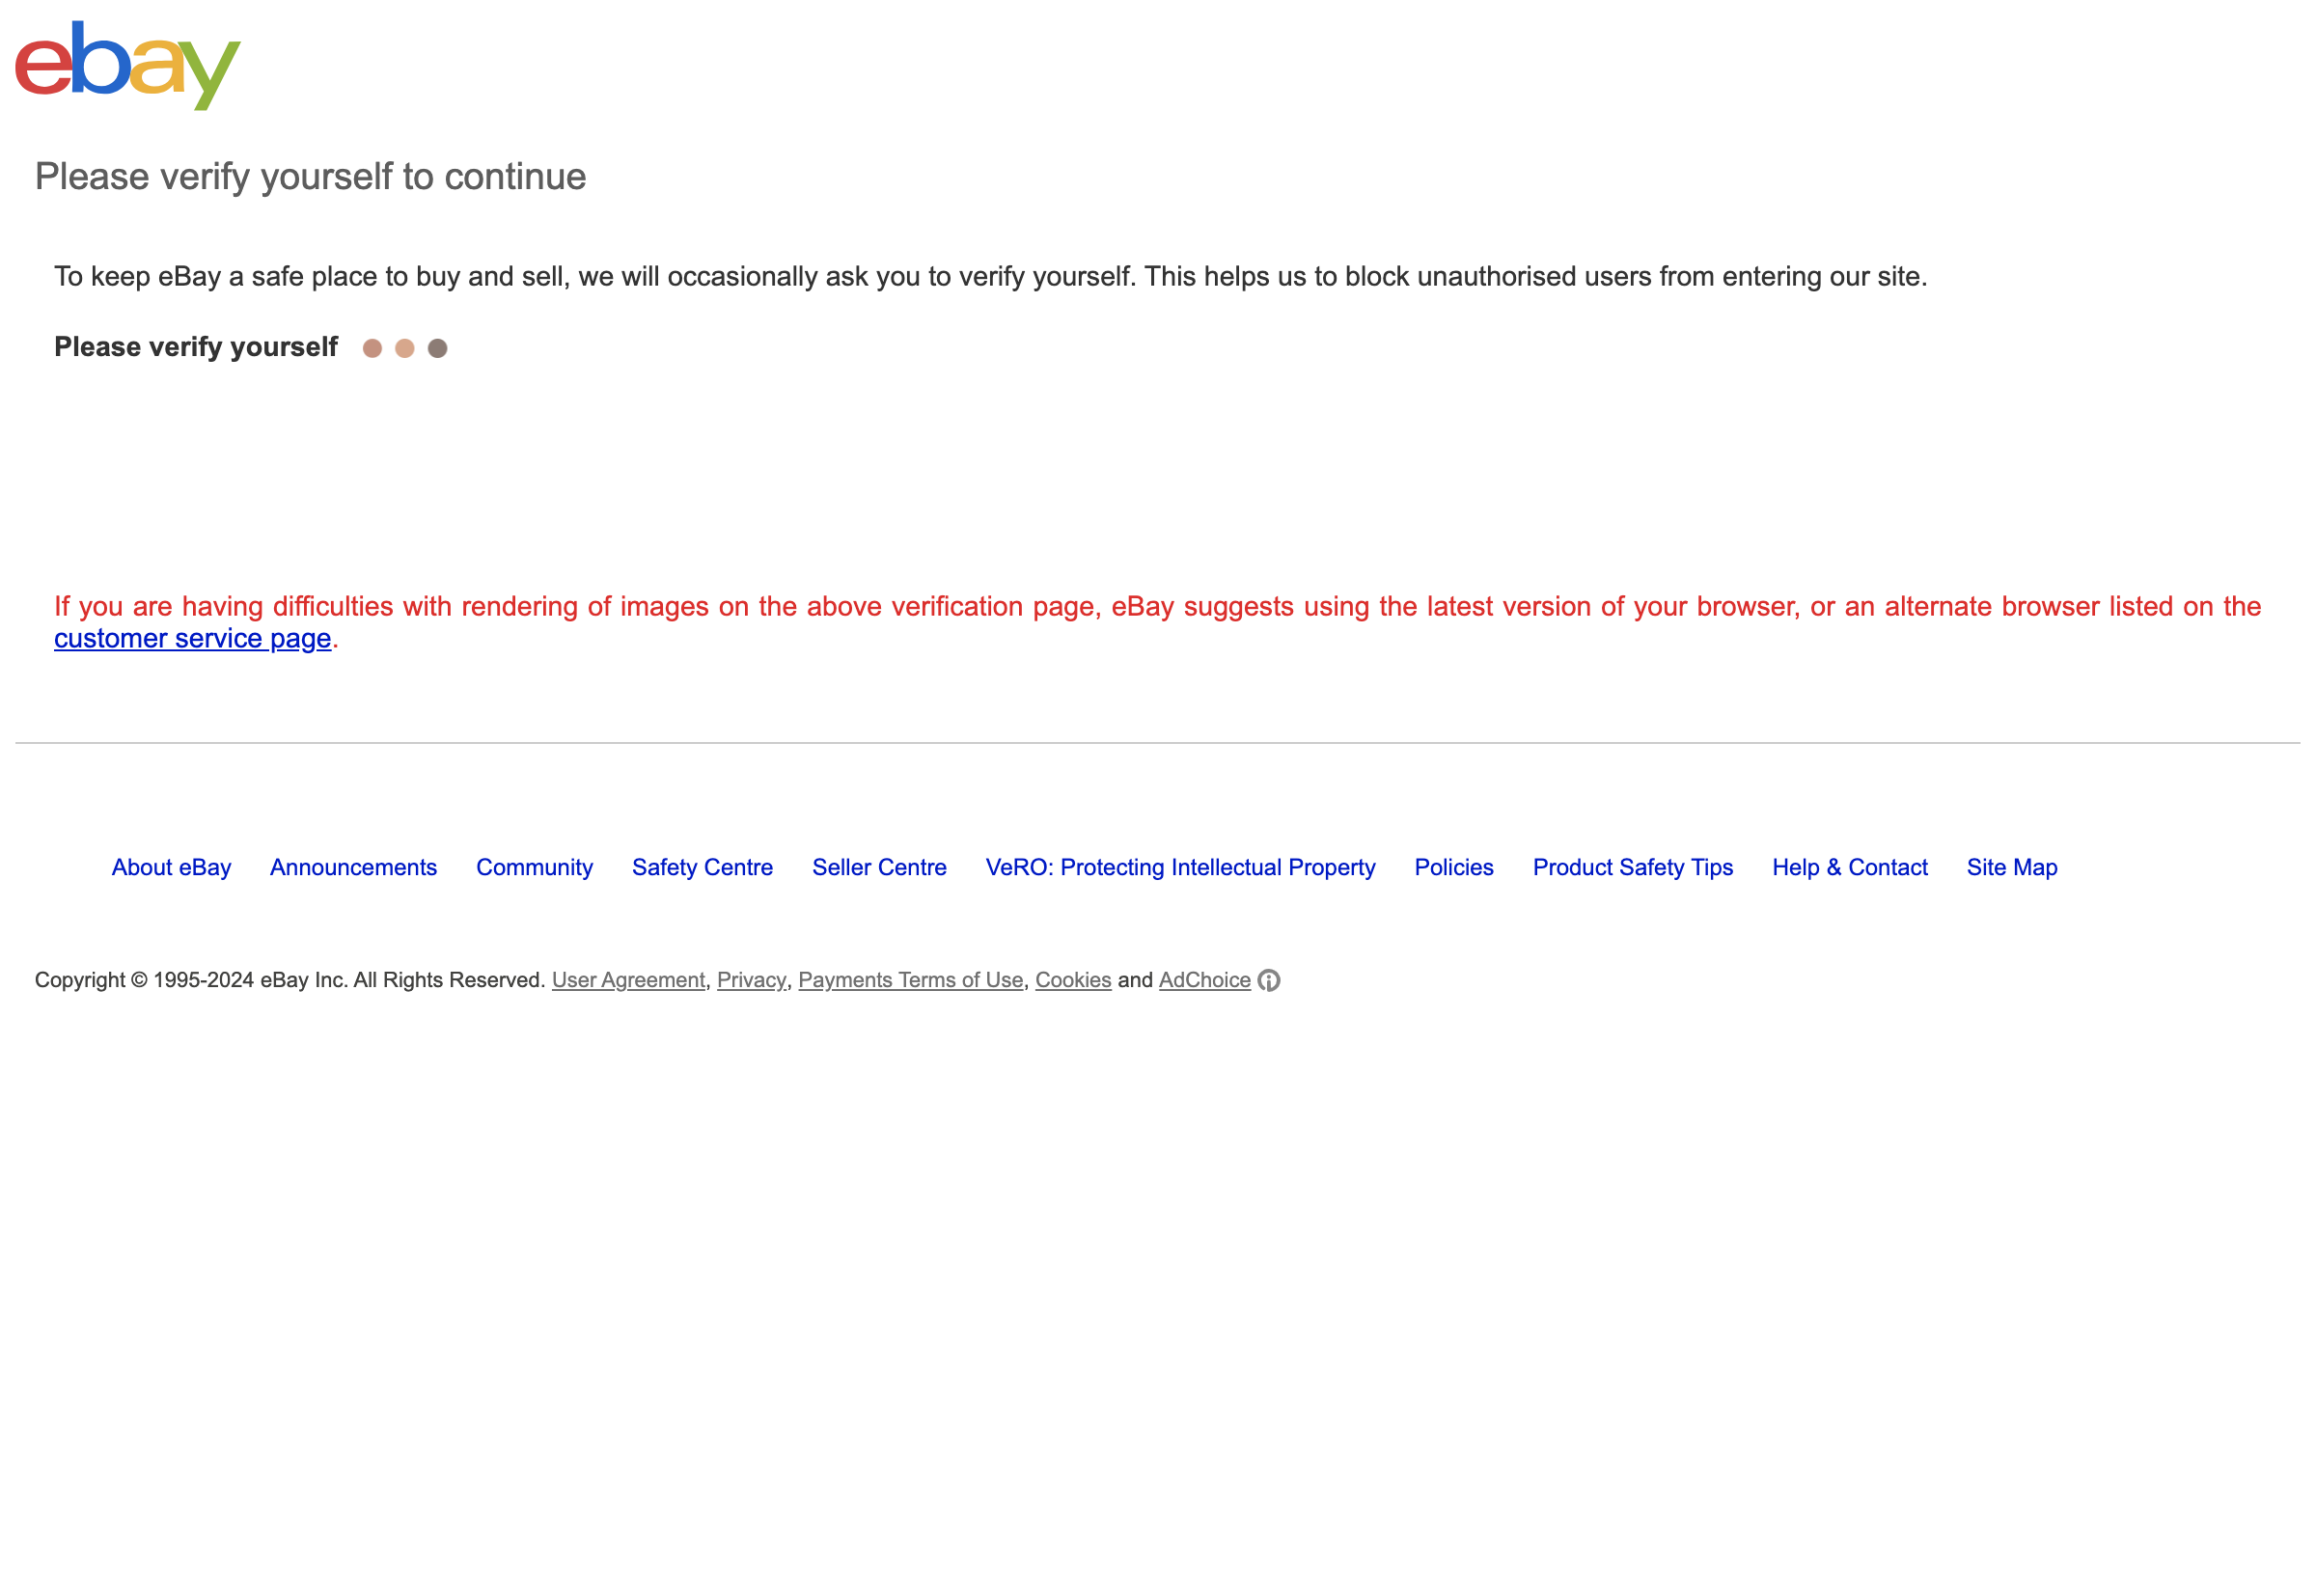 ebay
Please verify yourself to continue
To keep eBay a safe place to buy and sell, we will occasionally ask you to verify yourself. This helps us to block unauthorised users from entering our site.
Please verify yourself
If you are having difficulties with rendering of images on the above verification page, eBay suggests using the latest version of your browser, or an alternate browser listed on the
customer service page.
About eBay Announcements Community Safety Centre Seller Centre VeRO: Protecting Intellectual Property Policies Product Safety Tips Help & Contact Site Map
Copyright © 1995-2024 eBay Inc. All Rights Reserved. User Agreement, Privacy, Payments Terms of Use, Cookies and AdChoice